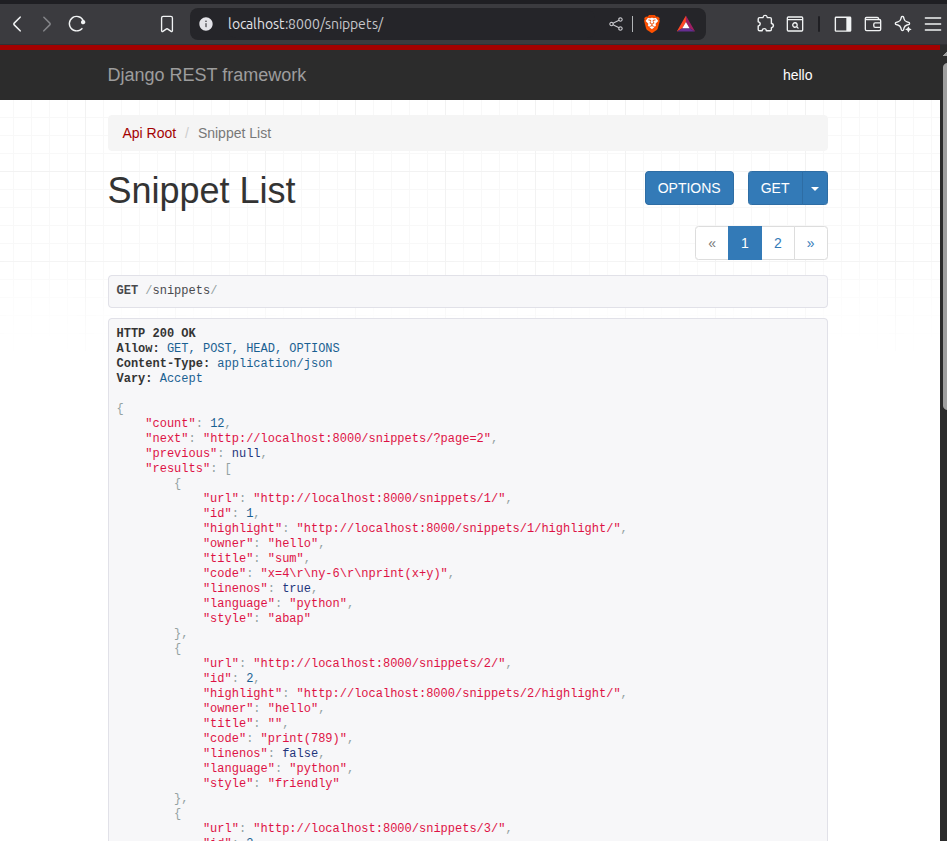 localhost:8000/snippets/
Django REST framework
hello
Api Root / Snippet List
Snippet List
OPTIONS
GET
« 1 2 »
GET /snippets/
HTTP 200 OK
Allow: GET, POST, HEAD, OPTIONS
Content-Type: application/json
Vary: Accept
{
    "count": 12,
    "next": "http://localhost:8000/snippets/?page=2",
    "previous": null,
    "results": [
        {
            "url": "http://localhost:8000/snippets/1/",
            "id": 1,
            "highlight": "http://localhost:8000/snippets/1/highlight/",
            "owner": "hello",
            "title": "sum",
            "code": "x=4\r\ny-6\r\nprint(x+y)",
            "linenos": true,
            "language": "python",
            "style": "abap"
        },
        {
            "url": "http://localhost:8000/snippets/2/",
            "id": 2,
            "highlight": "http://localhost:8000/snippets/2/highlight/",
            "owner": "hello",
            "title": "",
            "code": "print(789)",
            "linenos": false,
            "language": "python",
            "style": "friendly"
        },
        {
            "url": "http://localhost:8000/snippets/3/",